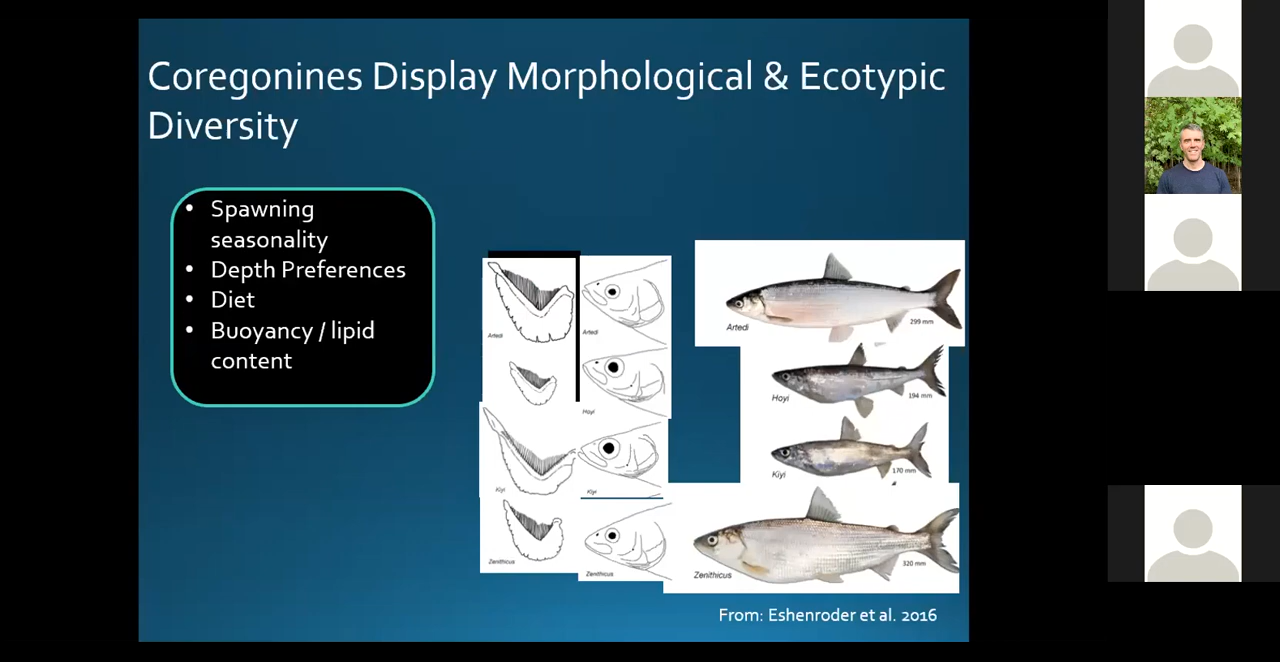 Coregonines Display Morphological & Ecotypic
Diversity
• Spawning
seasonality
• Depth Preferences
• Diet
• Buoyancy / lipid
content
Artedi
Artedi
Hoyi
Kiyi
Kiyi
Zenithicus
Zenithicus
Artedi
299 mm
Hoyi
194 mm
Kiyi
170 mm
Zenithicus
320 mm
From: Eshenroder et al. 2016